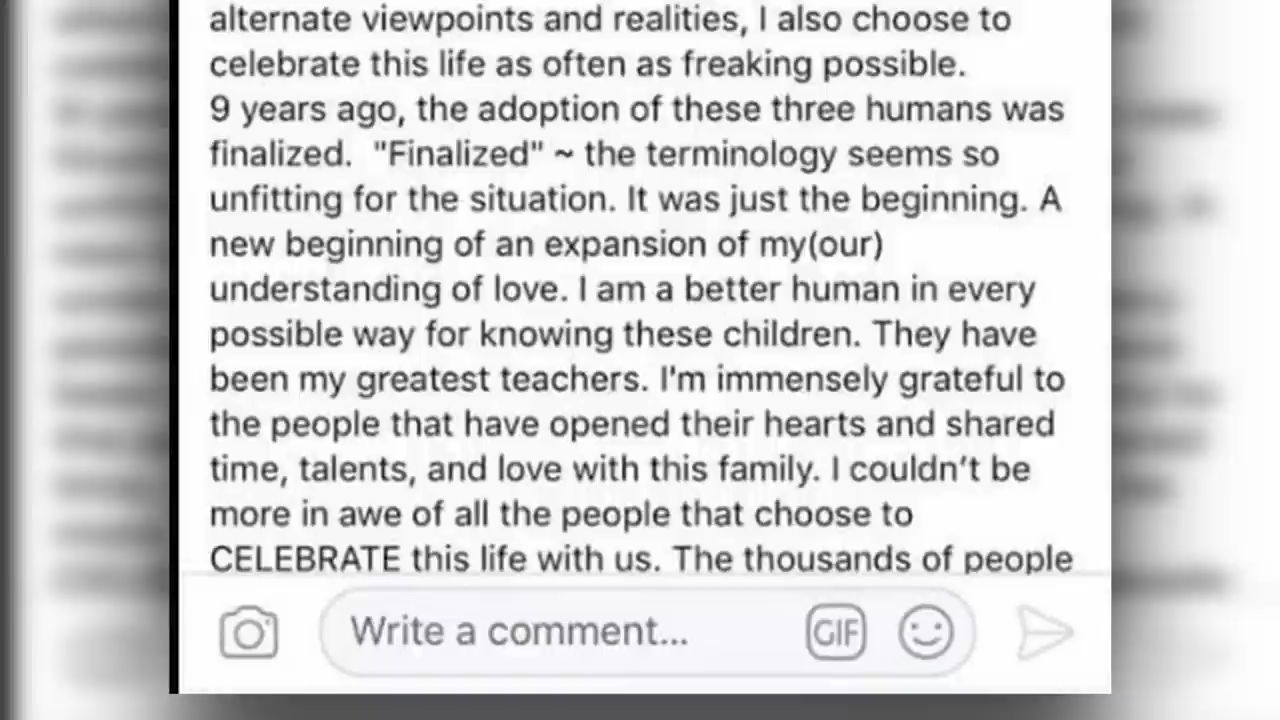 alternate viewpoints and realities, I also choose to
celebrate this life as often as freaking possible.
9 years ago, the adoption of these three humans was
finalized.  "Finalized" ~ the terminology seems so
unfitting for the situation. It was just the beginning. A
new beginning of an expansion of my(our)
understanding of love. I am a better human in every
possible way for knowing these children. They have
been my greatest teachers. I'm immensely grateful to
the people that have opened their hearts and shared
time, talents, and love with this family. I couldn't be
more in awe of all the people that choose to
CELEBRATE this life with us. The thousands of people
Write a comment... GIF